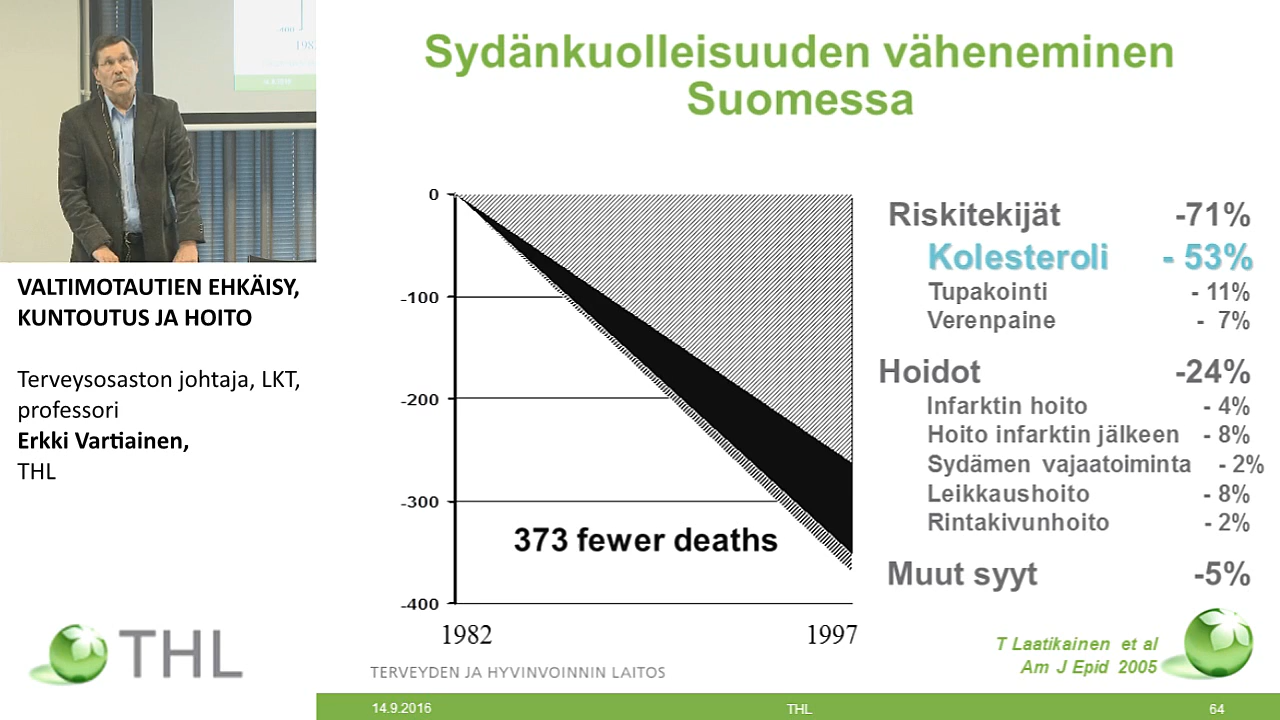 Sydänkuolleisuuden väheneminen
Suomessa
VALTIMOTAUTIEN EHKÄISY,
KUNTOUTUS JA HOITO
Terveysosaston johtaja, LKT,
professori
Erkki Vartiainen,
THL
THL
0
-100
-200
-300
-400
1982
1997
373 fewer deaths
Riskitekijät -71%
Kolesteroli - 53%
Tupakointi - 11%
Verenpaine - 7%
Hoidot -24%
Infarktin hoito - 4%
Hoito infarktin jälkeen - 8%
Sydämen vajaatoiminta - 2%
Leikkaushoito - 8%
Rintakivunhoito - 2%
Muut syyt -5%
T Laatikainen et al
Am J Epid 2005
TERVEYDEN JA HYVINVOINNIN LAITOS
14.9.2016 THL 64